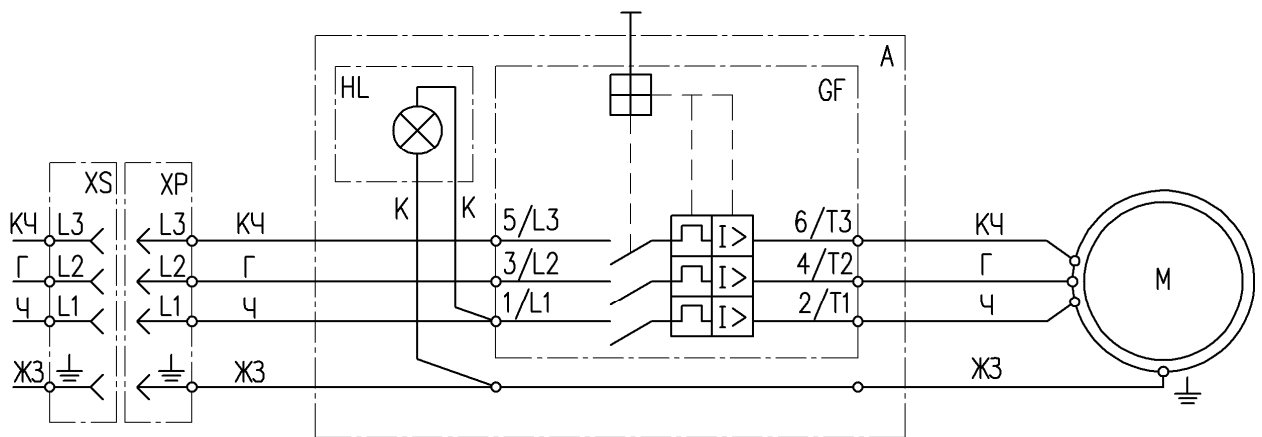 A
HL
GF
XS
XP
К
К
КЧ
L3
L3
КЧ
5/L3
I>
6/T3
КЧ
Г
L2
L2
Г
3/L2
I>
4/T2
Г
М
Ч
L1
L1
Ч
1/L1
I>
2/T1
Ч
ЖЗ
ЖЗ
ЖЗ